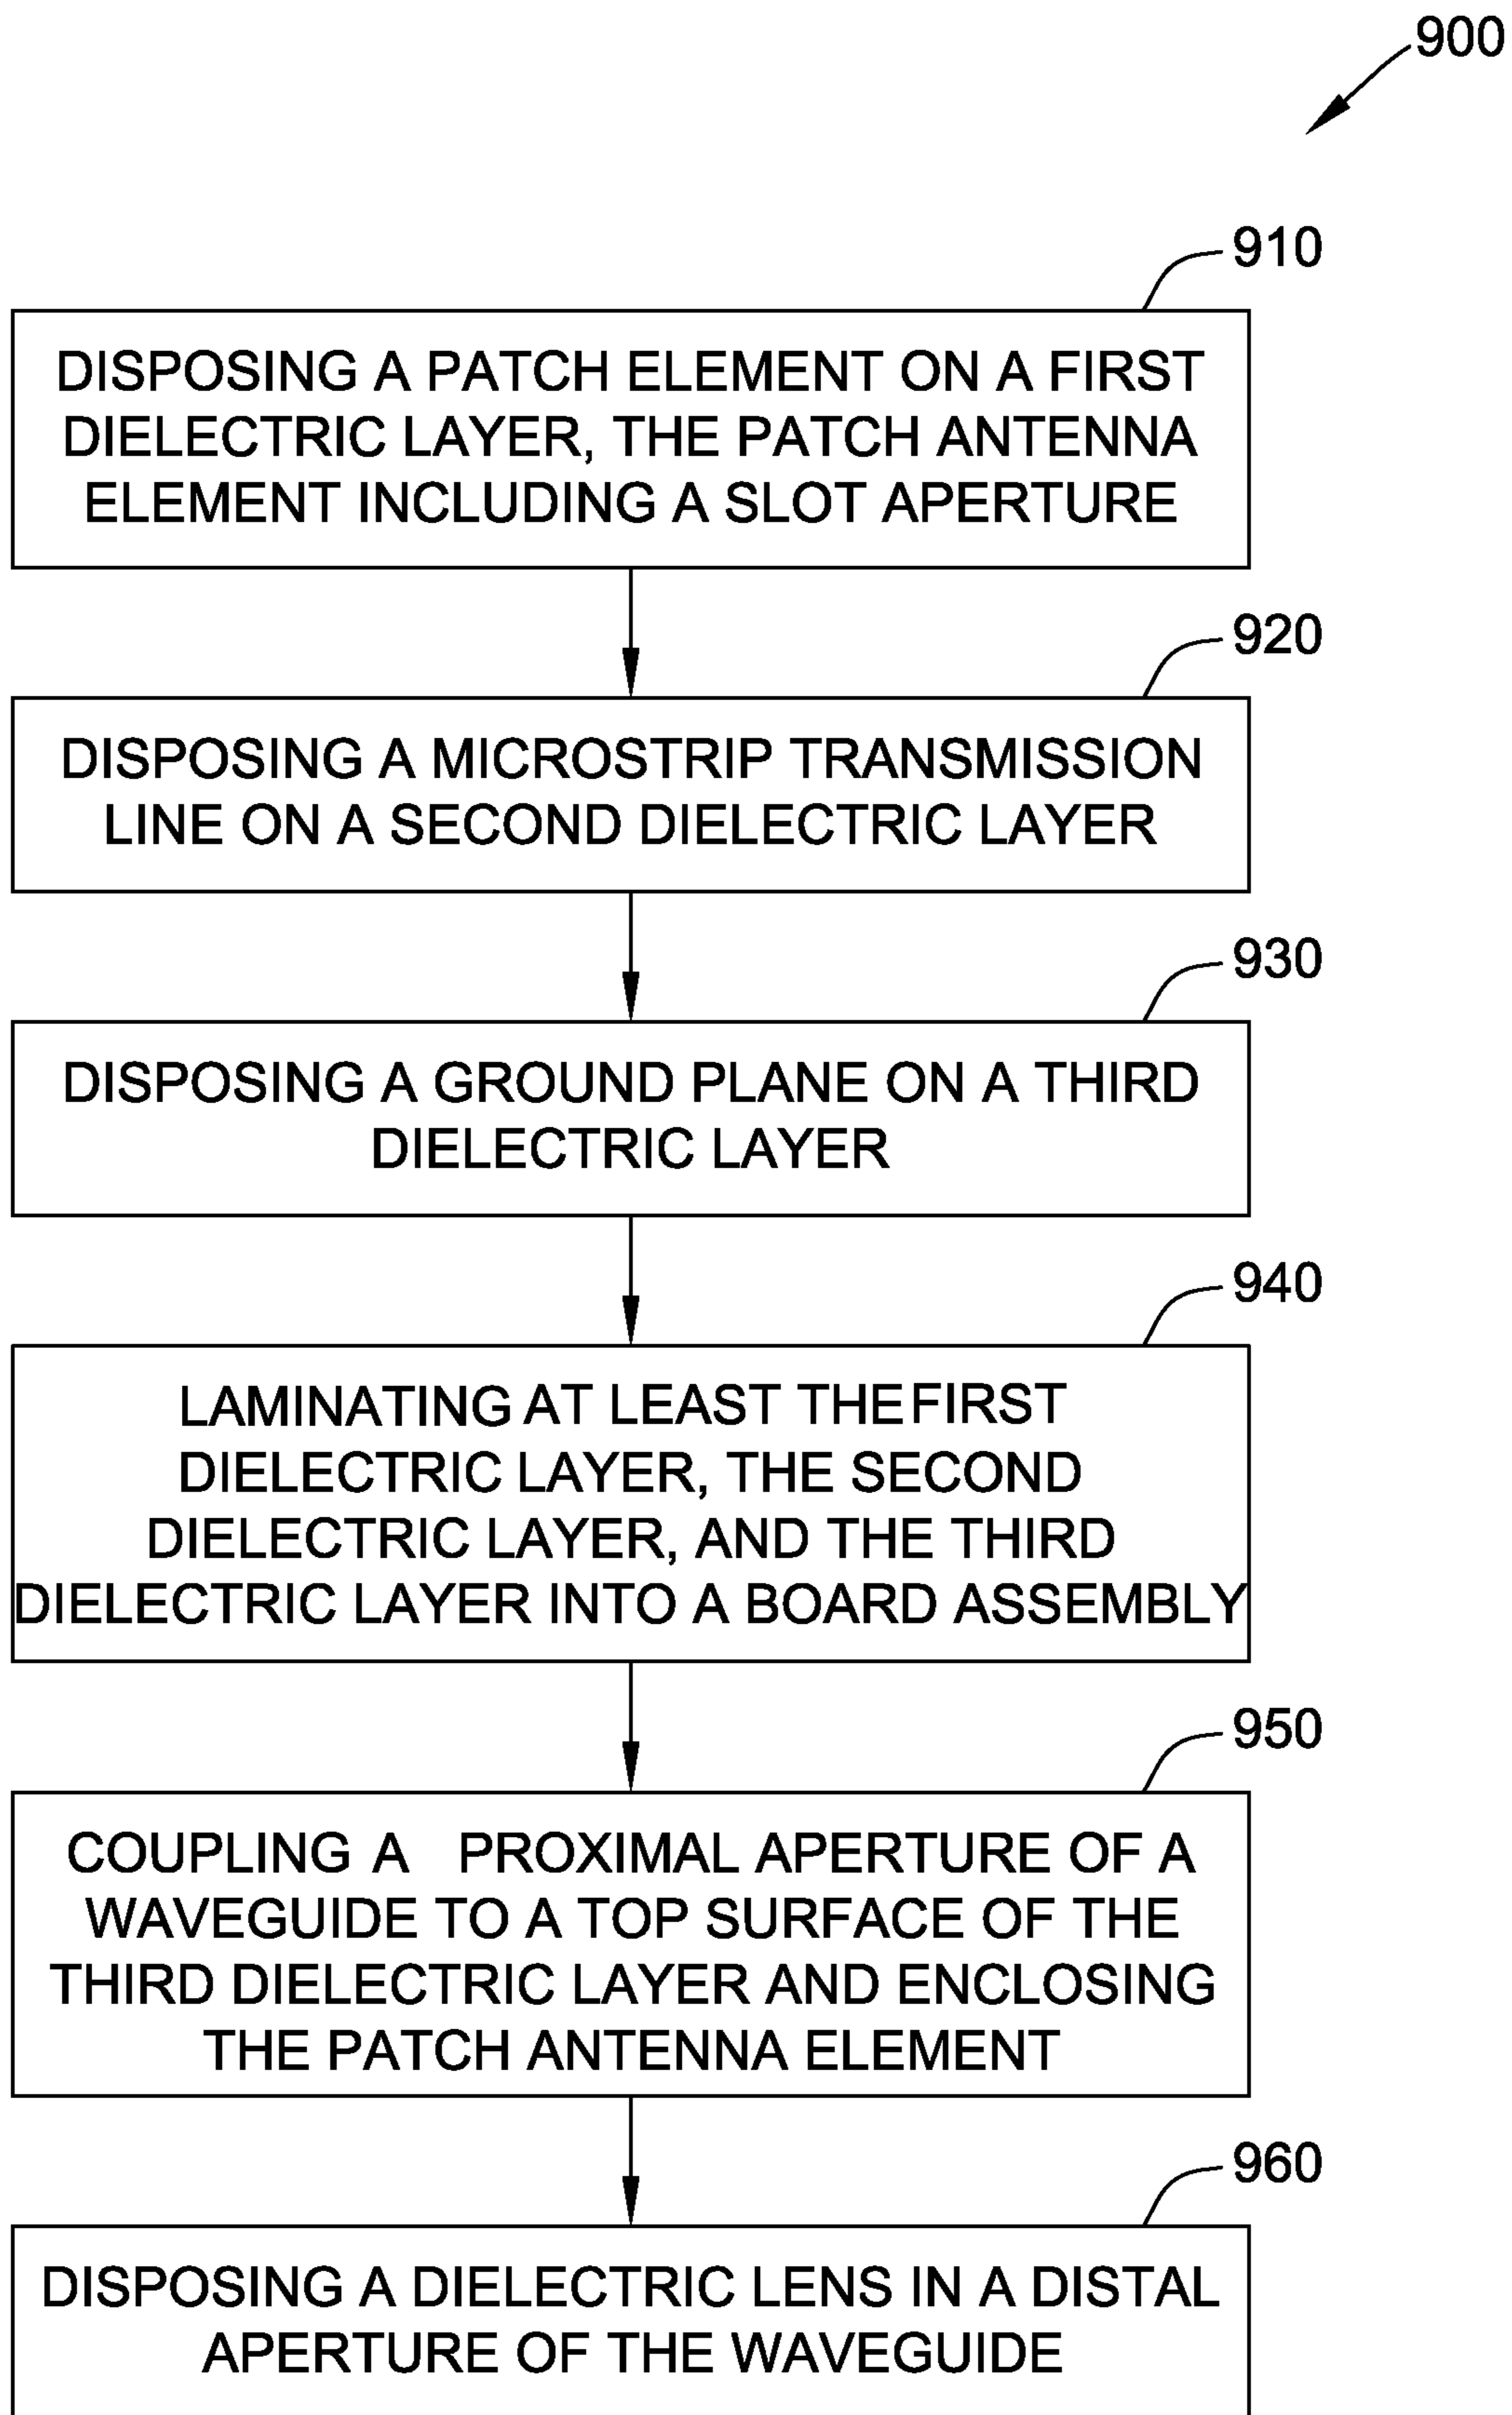 900
910
DISPOSING A PATCH ELEMENT ON A FIRST
DIELECTRIC LAYER, THE PATCH ANTENNA
ELEMENT INCLUDING A SLOT APERTURE
920
DISPOSING A MICROSTRIP TRANSMISSION
LINE ON A SECOND DIELECTRIC LAYER
930
DISPOSING A GROUND PLANE ON A THIRD
DIELECTRIC LAYER
940
LAMINATING AT LEAST THE FIRST
DIELECTRIC LAYER, THE SECOND
DIELECTRIC LAYER, AND THE THIRD
DIELECTRIC LAYER INTO A BOARD ASSEMBLY
950
COUPLING A PROXIMAL APERTURE OF A
WAVEGUIDE TO A TOP SURFACE OF THE
THIRD DIELECTRIC LAYER AND ENCLOSING
THE PATCH ANTENNA ELEMENT
960
DISPOSING A DIELECTRIC LENS IN A DISTAL
APERTURE OF THE WAVEGUIDE